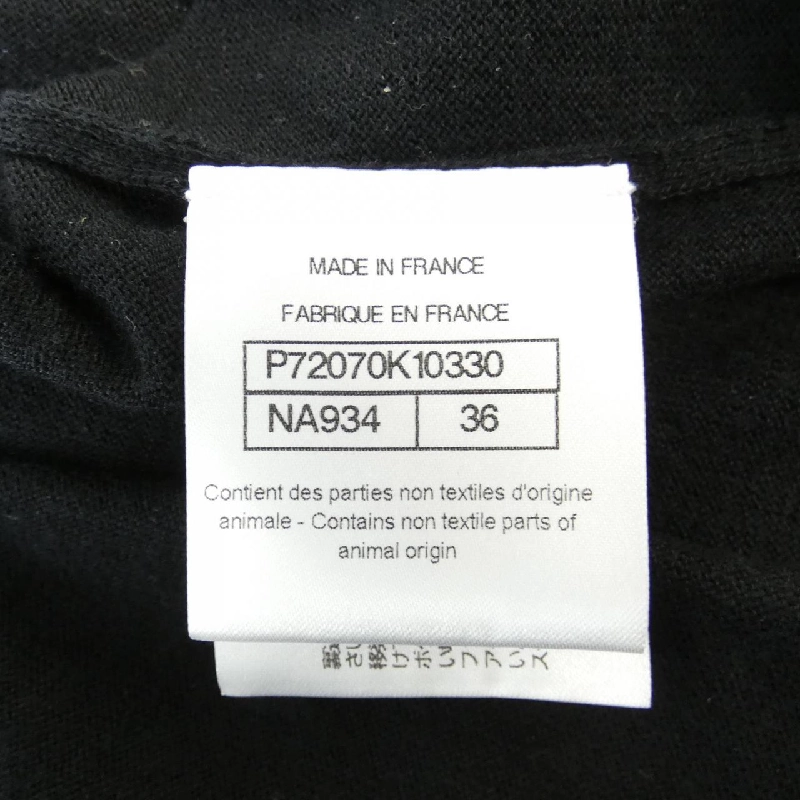 MADE IN FRANCE
FABRIQUE EN FRANCE
P72070K10330
NA934 36
Contient des parties non textiles d'origine
animale - Contains non textile parts of
animal origin